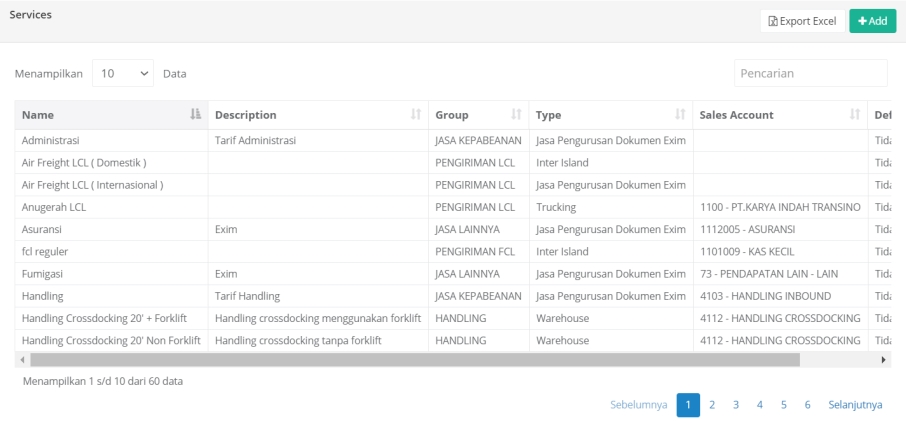 Services
Export Excel
+ Add
Menampilkan 10 Data
Pencarian
Name Description Group Type Sales Account Def
Administrasi Tarif Administrasi JASA KEPABEANAN Jasa Pengurusan Dokumen Exim Tida
Air Freight LCL ( Domestik ) PENGIRIMAN LCL Inter Island Tida
Air Freight LCL ( Internasional ) PENGIRIMAN LCL Jasa Pengurusan Dokumen Exim Tida
Anugerah LCL PENGIRIMAN LCL Trucking 1100 - PT.KARYA INDAH TRANSINO Tida
Asuransi Exim JASA LAINNYA Jasa Pengurusan Dokumen Exim 1112005 - ASURANSI Tida
fcl reguler PENGIRIMAN FCL Inter Island 1101009 - KAS KECIL Tida
Fumigasi Exim JASA LAINNYA Jasa Pengurusan Dokumen Exim 73 - PENDAPATAN LAIN - LAIN Tida
Handling Tarif Handling JASA KEPABEANAN Jasa Pengurusan Dokumen Exim 4103 - HANDLING INBOUND Tida
Handling Crossdocking 20' + Forklift Handling crossdocking menggunakan forklift HANDLING Warehouse 4112 - HANDLING CROSSDOCKING Tida
Handling Crossdocking 20' Non Forklift Handling crossdocking tanpa forklift HANDLING Warehouse 4112 - HANDLING CROSSDOCKING Tida
Menampilkan 1 s/d 10 dari 60 data
Sebelumnya 1 2 3 4 5 6 Selanjutnya